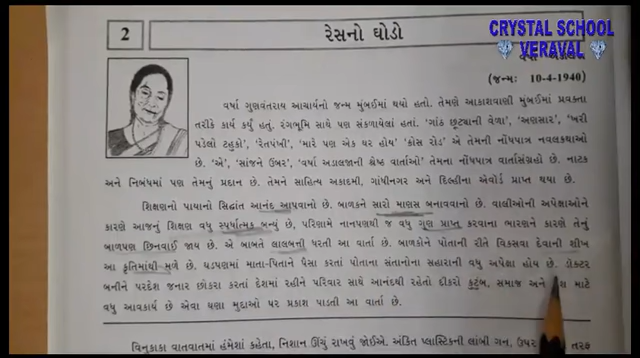 CRYSTAL SCHOOL
VERAVAL
2
રેસનો ઘોડો
વર્ષા
(જન્મ: 10-4-1940)
વર્ષા ગુણવંતરાય આચાર્યનો જન્મ મુંબઈમાં થયો હતો. તેમણે આકાશવાણી મુંબઈમાં પ્રવક્તા
તરીકે કાર્ય કર્યું હતું. રંગભૂમિ સાથે પણ સંકળાયેલાં હતાં. ‘ગાંઠ છૂટ્યાની વેળા’, ‘અણસાર’, ‘ખરી
પડેલો ટહુકો’, ‘રેતપંખી’, ‘મારે પણ એક ઘર હોય’ ‘ક્રોસ રોડ’ એ તેમની નોંધપાત્ર નવલકથાઓ
છે. ‘એ’, ‘સાંજને ઉંબર’, ‘વર્ષા અડાલજાની શ્રેષ્ઠ વાર્તાઓ’ તેમના નોંધપાત્ર વાર્તાસંગ્રહો છે. નાટક
અને નિબંધમાં પણ તેમનું પ્રદાન છે. તેમને સાહિત્ય અકાદમી, ગાંધીનગર અને દિલ્હીના એવોર્ડ પ્રાપ્ત થયા છે.
શિક્ષણનો પાયાનો સિદ્ધાંત આનંદ આપવાનો છે. બાળકને સારો માણસ બનાવવાનો છે. વાલીઓની અપેક્ષાઓને
કારણે આજનું શિક્ષણ વધુ સ્પર્ધાત્મક બન્યું છે, પરિણામે નાનપણથી જ વધુ ગુણ પ્રાપ્ત કરવાના ભારણને કારણે તેનું
બાળપણ છિનવાઈ જાય છે. એ બાબતે લાલબત્તી ધરતી આ વાર્તા છે. બાળકોને પોતાની રીતે વિકસવા દેવાની શીખ
આ કૃતિમાંથી મળે છે. ઘડપણમાં માતા-પિતાને પૈસા કરતાં પોતાના સંતાનોના સહારાની વધુ અપેક્ષા હોય છે. ડૉક્ટર
બનીને પરદેશ જનાર છોકરા કરતાં દેશમાં રહીને પરિવાર સાથે આનંદથી રહેતો દીકરો કુટુંબ, સમાજ અને દેશ માટે
વધુ આવકાર્ય છે એવા ઘણા મુદ્દાઓ પર પ્રકાશ પાડતી આ વાર્તા છે.
વિનુકાકા વાતવાતમાં હંમેશાં કહેતા, નિશાન ઊંચું રાખવું જોઈએ. અંકિત પ્લાસ્ટિકની લાંબી ગન, ઉપર તરફ